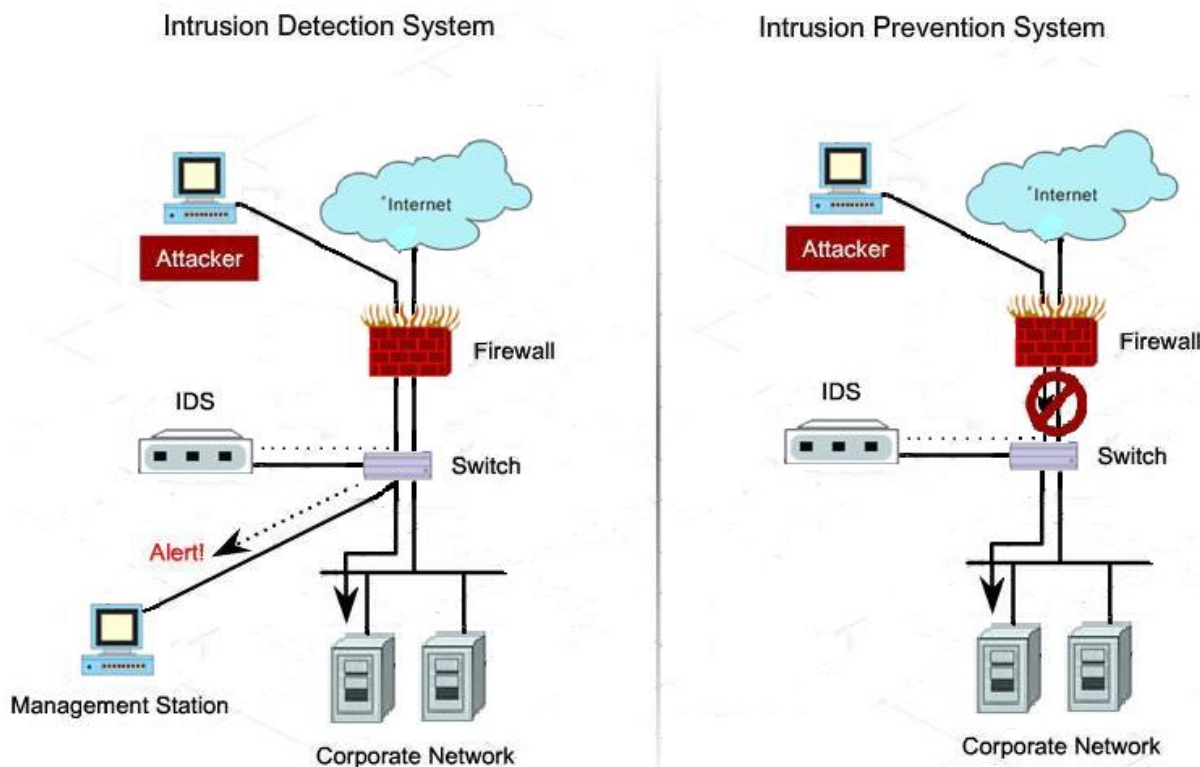 Intrusion Detection System
Attacker
*Internet
Firewall
IDS
Switch
Alert!
Management Station
Corporate Network
Intrusion Prevention System
Attacker
*Internet
Firewall
IDS
Switch
Corporate Network